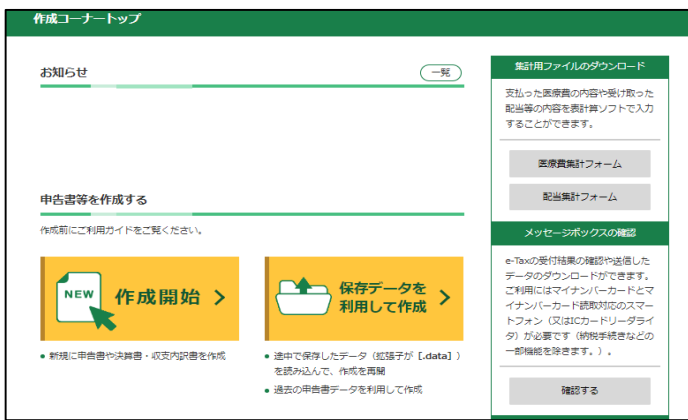 作成コーナートップ
お知らせ
一覧
申告書等を作成する
作成前にご利用ガイドをご覧ください。
NEW
作成開始
• 新規に申告書や決算書・収支内訳書を作成
保存データを
利用して作成
• 途中で保存したデータ（拡張子が［.data］）
を読み込んで、作成を再開
• 過去の申告書データを利用して作成
集計用ファイルのダウンロード
支払った医療費の内容や受け取った
配当等の内容を表計算ソフトで入力
することができます。
医療費集計フォーム
配当集計フォーム
メッセージボックスの確認
e-Taxの受付結果の確認や送信した
データのダウンロードができます。
ご利用にはマイナンバーカードとマ
イナンバーカード読取対応のスマー
トフォン（又はICカードリーダライ
タ）が必要です（納税手続きなどの
一部機能を除きます。）。
確認する